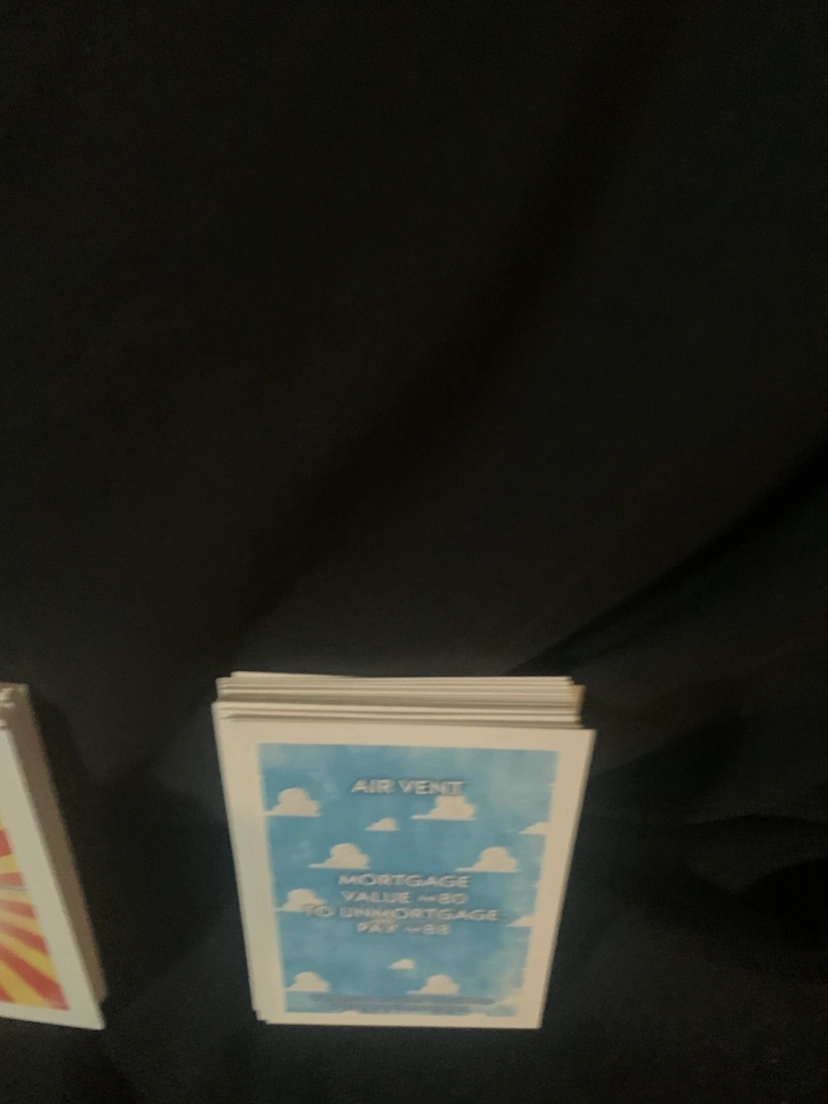 AIR VENT
MORTGAGE
VALUE 80
TO UNMORTGAGE
PAY 88